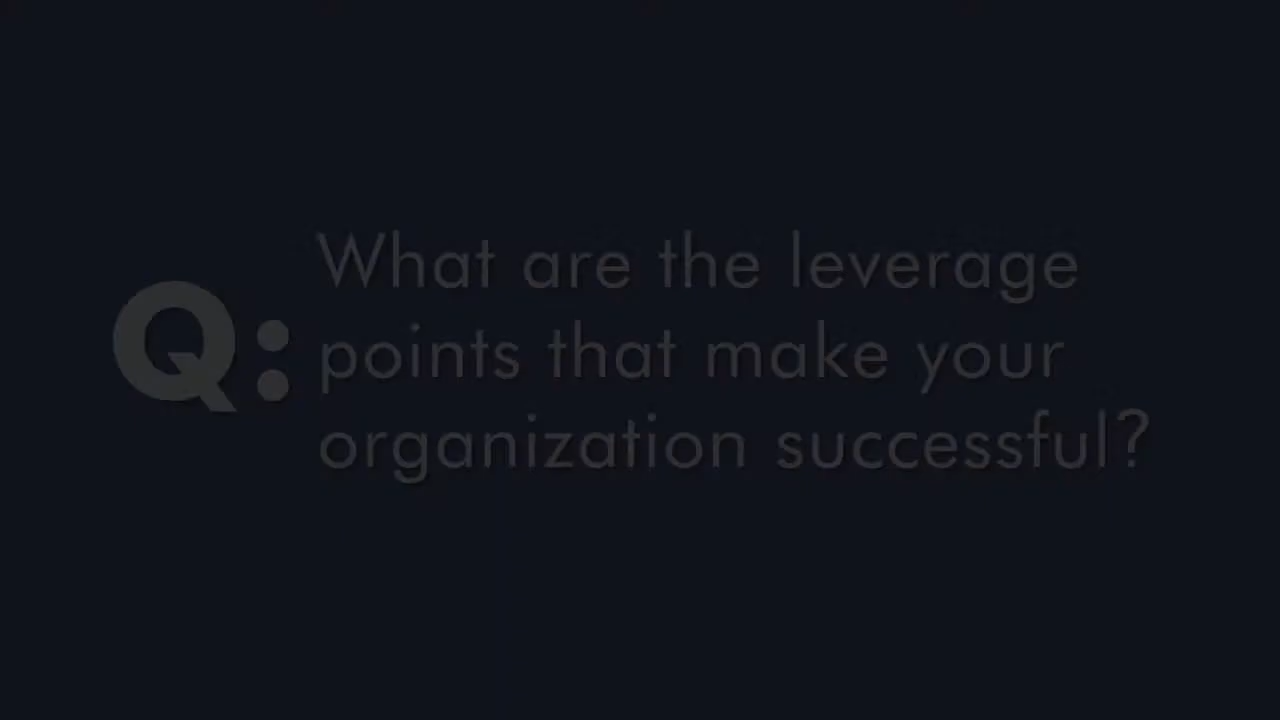 Q: What are the leverage
points that make your
organization successful?